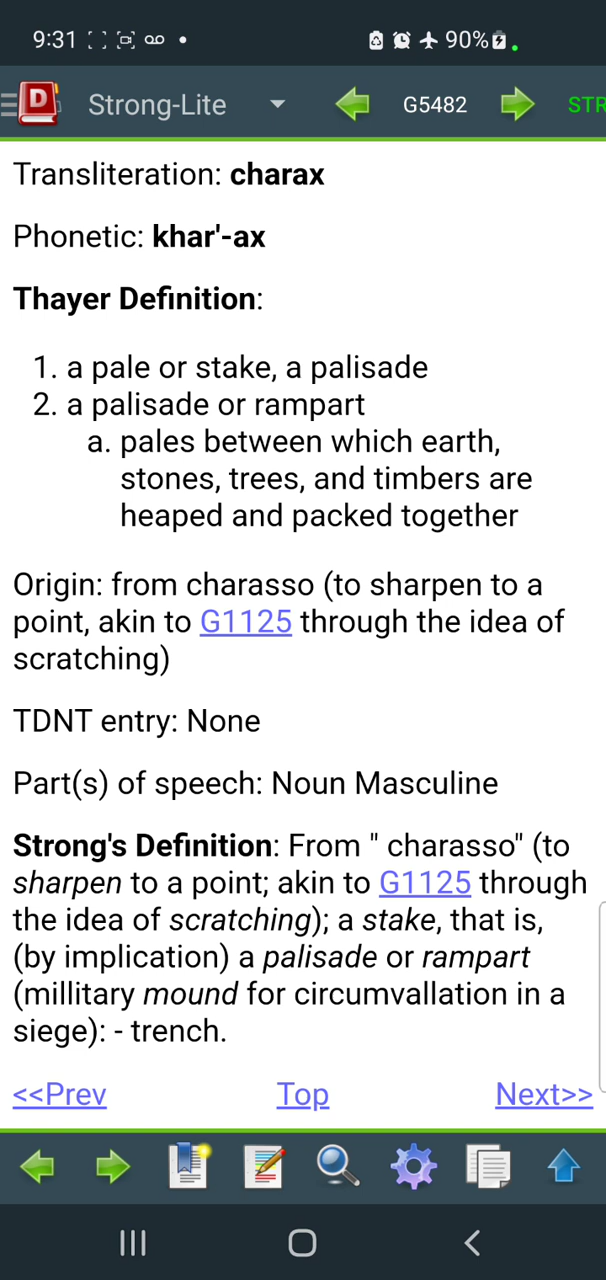 9:31 90%
Strong-Lite G5482 STR
Transliteration: charax
Phonetic: khar'-ax
Thayer Definition:
1. a pale or stake, a palisade
2. a palisade or rampart
a. pales between which earth,
stones, trees, and timbers are
heaped and packed together
Origin: from charasso (to sharpen to a
point, akin to G1125 through the idea of
scratching)
TDNT entry: None
Part(s) of speech: Noun Masculine
Strong's Definition: From " charasso" (to
sharpen to a point; akin to G1125 through
the idea of scratching); a stake, that is,
(by implication) a palisade or rampart
(millitary mound for circumvallation in a
siege): - trench.
<<Prev Top Next>>